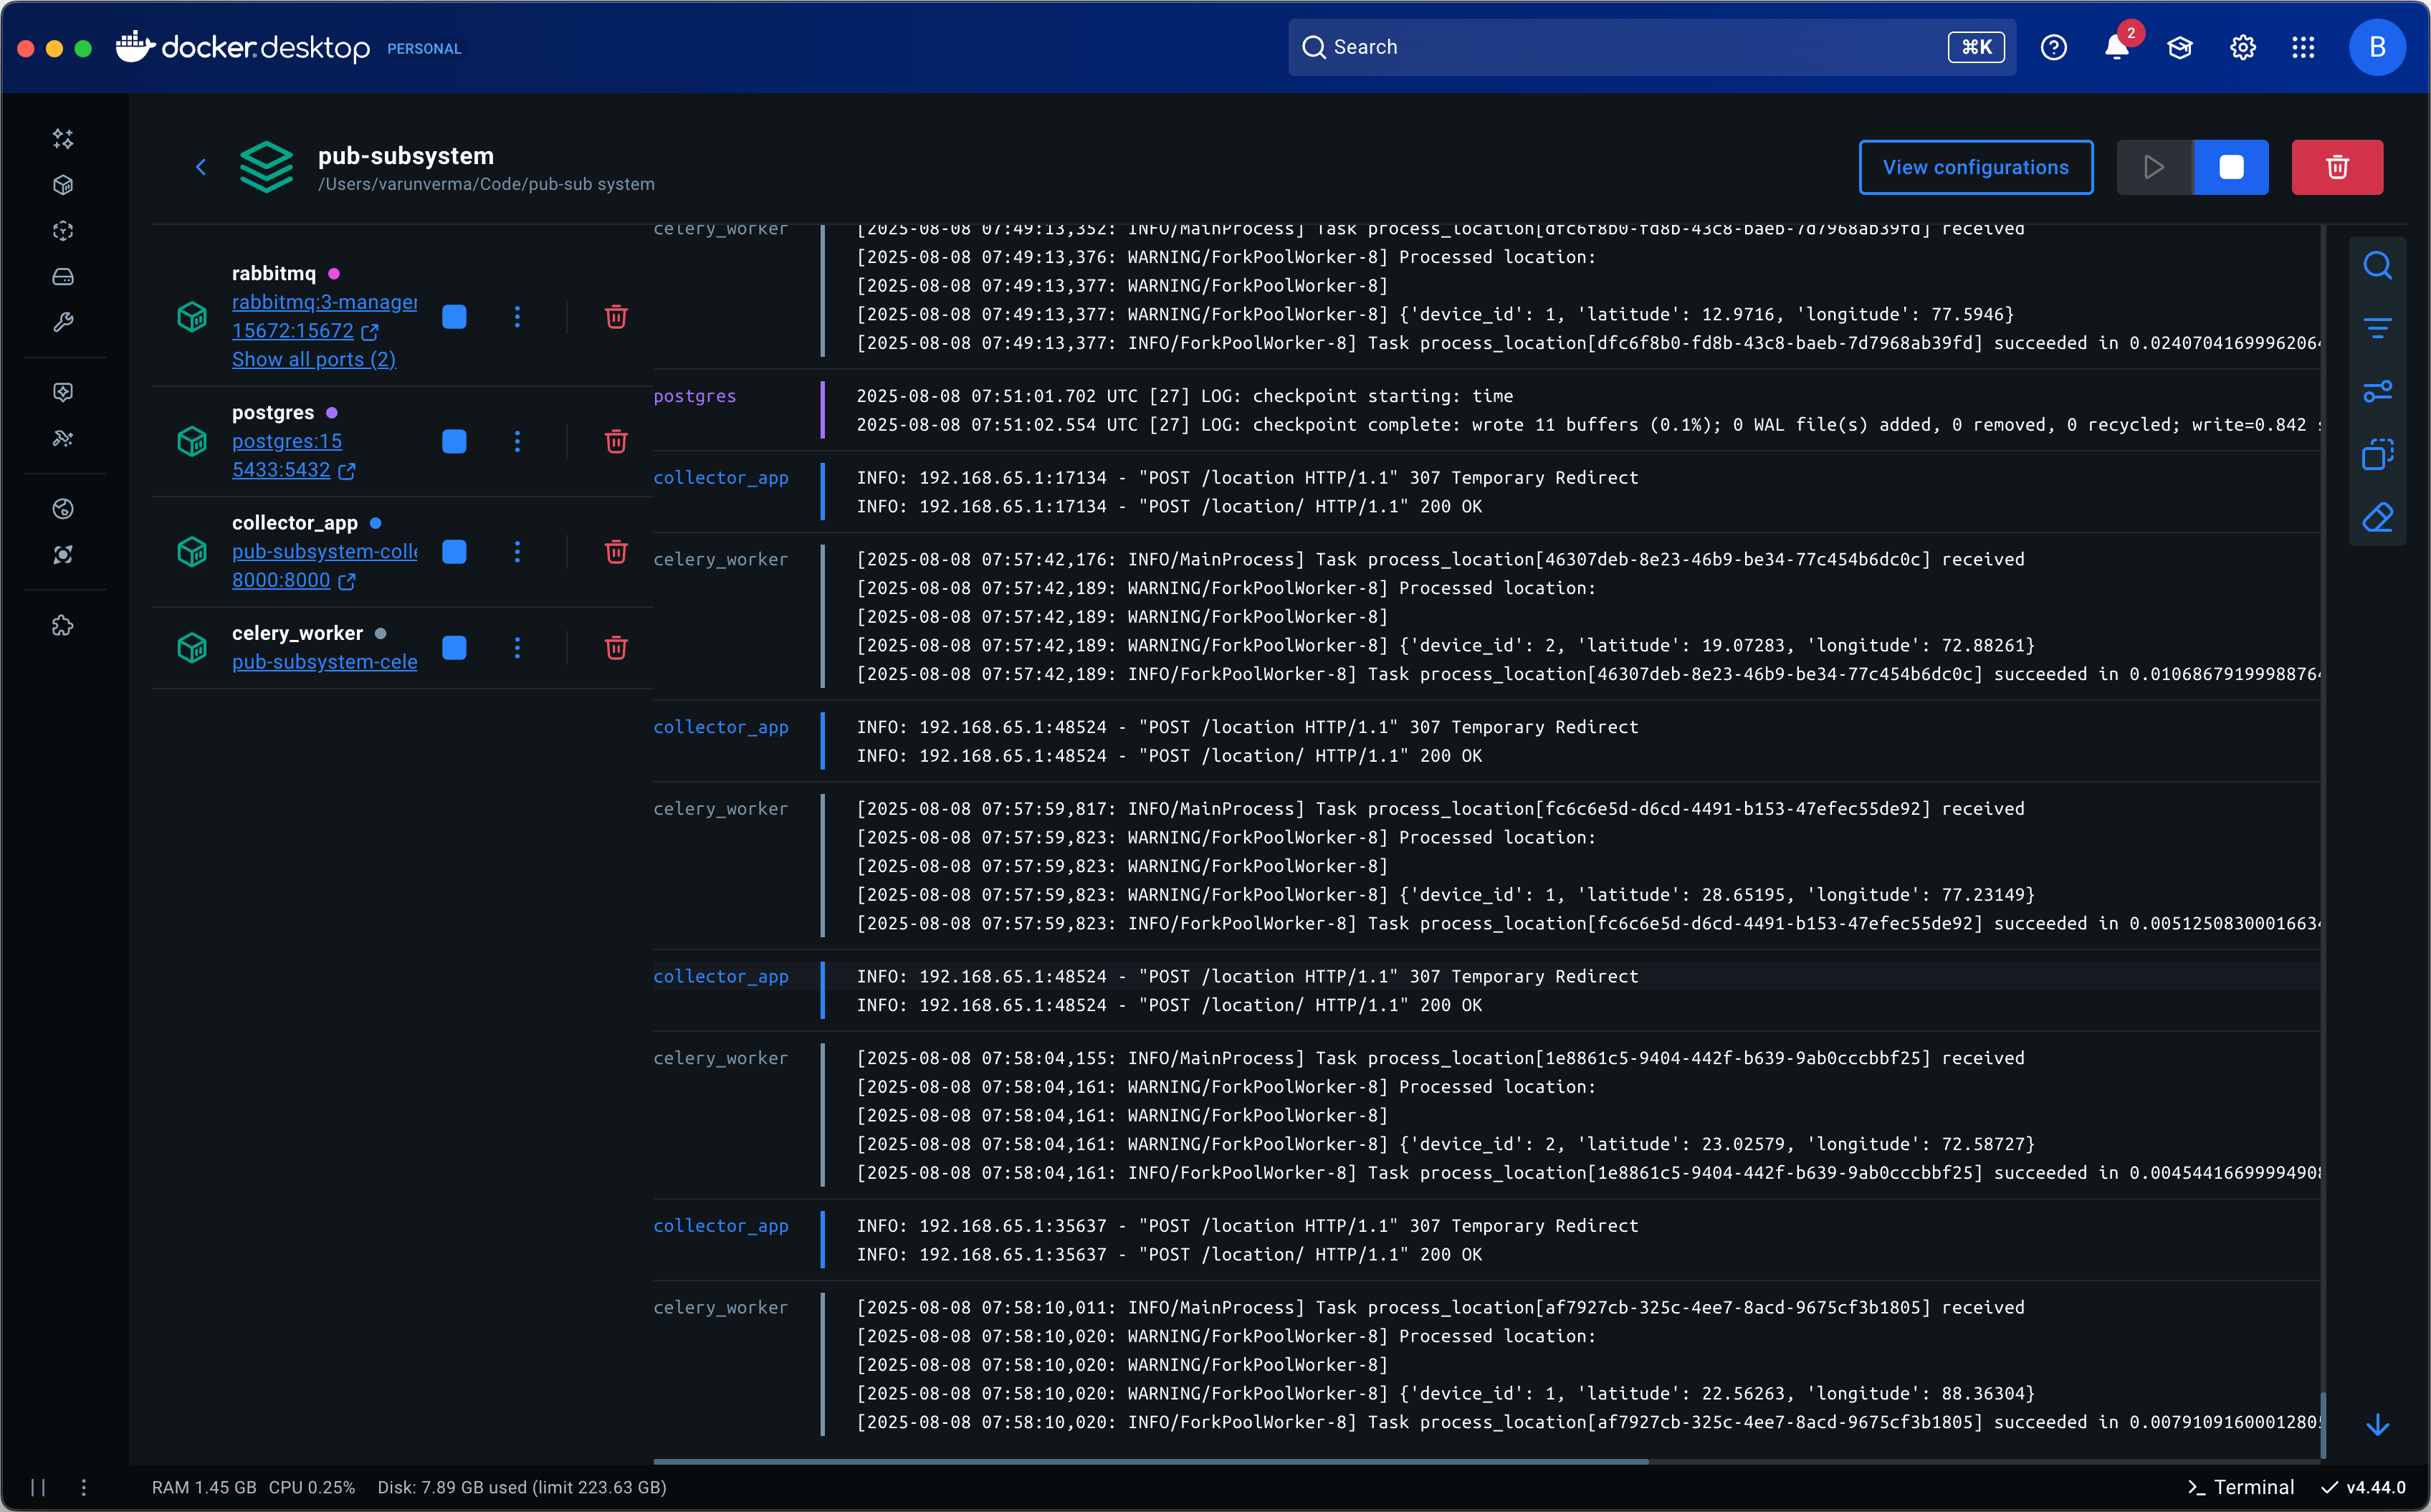 docker desktop PERSONAL
Search
⌘K
2
B
pub-subsystem
/Users/varunverma/Code/pub-sub system
View configurations
rabbitmq
rabbitmq:3-manager
15672:15672
Show all ports (2)
postgres
postgres:15
5433:5432
collector_app
pub-subsystem-colle
8000:8000
celery_worker
pub-subsystem-cele
celery_worker [2025-08-08 07:49:13,352: INFO/MainProcess] Task process_location[dfc6f8b0-fd8b-43c8-baeb-7d7968ab39fd] received
[2025-08-08 07:49:13,376: WARNING/ForkPoolWorker-8] Processed location:
[2025-08-08 07:49:13,377: WARNING/ForkPoolWorker-8]
[2025-08-08 07:49:13,377: WARNING/ForkPoolWorker-8] {'device_id': 1, 'latitude': 12.9716, 'longitude': 77.5946}
[2025-08-08 07:49:13,377: INFO/ForkPoolWorker-8] Task process_location[dfc6f8b0-fd8b-43c8-baeb-7d7968ab39fd] succeeded in 0.02407041699962064
postgres 2025-08-08 07:51:01.702 UTC [27] LOG: checkpoint starting: time
2025-08-08 07:51:02.554 UTC [27] LOG: checkpoint complete: wrote 11 buffers (0.1%); 0 WAL file(s) added, 0 removed, 0 recycled; write=0.842 s
collector_app INFO: 192.168.65.1:17134 - "POST /location HTTP/1.1" 307 Temporary Redirect
INFO: 192.168.65.1:17134 - "POST /location/ HTTP/1.1" 200 OK
celery_worker [2025-08-08 07:57:42,176: INFO/MainProcess] Task process_location[46307deb-8e23-46b9-be34-77c454b6dc0c] received
[2025-08-08 07:57:42,189: WARNING/ForkPoolWorker-8] Processed location:
[2025-08-08 07:57:42,189: WARNING/ForkPoolWorker-8]
[2025-08-08 07:57:42,189: WARNING/ForkPoolWorker-8] {'device_id': 2, 'latitude': 19.07283, 'longitude': 72.88261}
[2025-08-08 07:57:42,189: INFO/ForkPoolWorker-8] Task process_location[46307deb-8e23-46b9-be34-77c454b6dc0c] succeeded in 0.01068679199988764
collector_app INFO: 192.168.65.1:48524 - "POST /location HTTP/1.1" 307 Temporary Redirect
INFO: 192.168.65.1:48524 - "POST /location/ HTTP/1.1" 200 OK
celery_worker [2025-08-08 07:57:59,817: INFO/MainProcess] Task process_location[fc6c6e5d-d6cd-4491-b153-47efec55de92] received
[2025-08-08 07:57:59,823: WARNING/ForkPoolWorker-8] Processed location:
[2025-08-08 07:57:59,823: WARNING/ForkPoolWorker-8]
[2025-08-08 07:57:59,823: WARNING/ForkPoolWorker-8] {'device_id': 1, 'latitude': 28.65195, 'longitude': 77.23149}
[2025-08-08 07:57:59,823: INFO/ForkPoolWorker-8] Task process_location[fc6c6e5d-d6cd-4491-b153-47efec55de92] succeeded in 0.005125083000016634
collector_app INFO: 192.168.65.1:48524 - "POST /location HTTP/1.1" 307 Temporary Redirect
INFO: 192.168.65.1:48524 - "POST /location/ HTTP/1.1" 200 OK
celery_worker [2025-08-08 07:58:04,155: INFO/MainProcess] Task process_location[1e8861c5-9404-442f-b639-9ab0cccbbf25] received
[2025-08-08 07:58:04,161: WARNING/ForkPoolWorker-8] Processed location:
[2025-08-08 07:58:04,161: WARNING/ForkPoolWorker-8]
[2025-08-08 07:58:04,161: WARNING/ForkPoolWorker-8] {'device_id': 2, 'latitude': 23.02579, 'longitude': 72.58727}
[2025-08-08 07:58:04,161: INFO/ForkPoolWorker-8] Task process_location[1e8861c5-9404-442f-b639-9ab0cccbbf25] succeeded in 0.00454416699994908
collector_app INFO: 192.168.65.1:35637 - "POST /location HTTP/1.1" 307 Temporary Redirect
INFO: 192.168.65.1:35637 - "POST /location/ HTTP/1.1" 200 OK
celery_worker [2025-08-08 07:58:10,011: INFO/MainProcess] Task process_location[af7927cb-325c-4ee7-8acd-9675cf3b1805] received
[2025-08-08 07:58:10,020: WARNING/ForkPoolWorker-8] Processed location:
[2025-08-08 07:58:10,020: WARNING/ForkPoolWorker-8]
[2025-08-08 07:58:10,020: WARNING/ForkPoolWorker-8] {'device_id': 1, 'latitude': 22.56263, 'longitude': 88.36304}
[2025-08-08 07:58:10,020: INFO/ForkPoolWorker-8] Task process_location[af7927cb-325c-4ee7-8acd-9675cf3b1805] succeeded in 0.00791091600012805
RAM 1.45 GB CPU 0.25% Disk: 7.89 GB used (limit 223.63 GB)
Terminal
v4.44.0